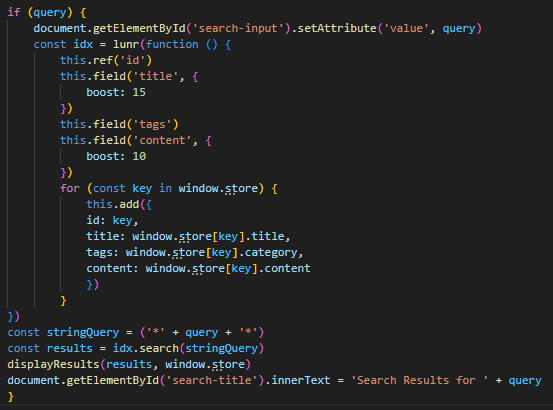 if (query) {
    document.getElementById('search-input').setAttribute('value', query)
    const idx = lunr(function () {
        this.ref('id')
        this.field('title', {
            boost: 15
        })
        this.field('tags')
        this.field('content', {
            boost: 10
        })
        for (const key in window.store) {
            this.add({
            id: key,
            title: window.store[key].title,
            tags: window.store[key].category,
            content: window.store[key].content
            })
        }
})
const stringQuery = ('*' + query + '*')
const results = idx.search(stringQuery)
displayResults(results, window.store)
document.getElementById('search-title').innerText = 'Search Results for ' + query
}